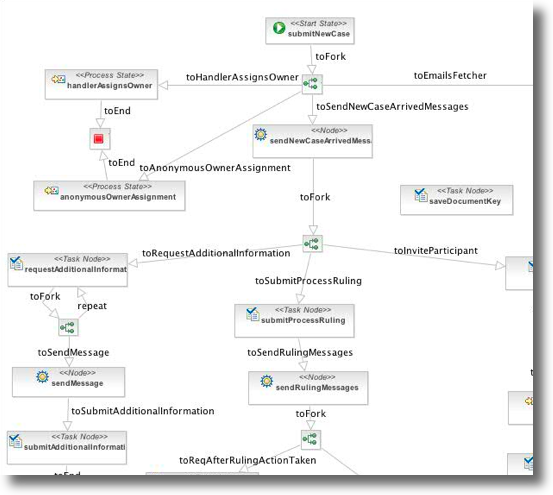 <<Start State>>
submitNewCase
toFork
<<Process State>>
handlerAssignsOwner
toHandlerAssignsOwner
toEmailsFetcher
toEnd
toSendNewCaseArrivedMessages
<<Node>>
sendNewCaseArrivedMessa
toEnd
toAnonymousOwnerAssignment
<<Process State>>
anonymousOwnerAssignment
toFork
<<Task Node>>
saveDocumentKey
toRequestAdditionalInformation
toInviteParticipant
<<Task Node>>
requestAdditionalInformat
toSubmitProcessRuling
toFork
repeat
<<Task Node>>
submitProcessRuling
toSendMessage
toSendRulingMessages
<<Node>>
sendMessage
<<Node>>
sendRulingMessages
toSubmitAdditionalInformation
toFork
<<Task Node>>
submitAdditionalInformati
toReqAfterRulingActionTaken
toEnd